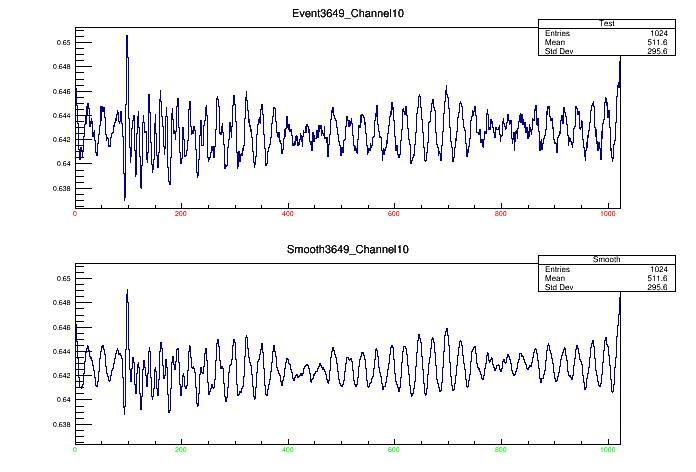 Event3649_Channel10
Test
Entries 1024
Mean 511.6
Std Dev 295.6
0.65
0.648
0.646
0.644
0.642
0.64
0.638
0 200 400 600 800 1000
Smooth3649_Channel10
Smooth
Entries 1024
Mean 511.6
Std Dev 295.6
0.65
0.648
0.646
0.644
0.642
0.64
0.638
0 200 400 600 800 1000